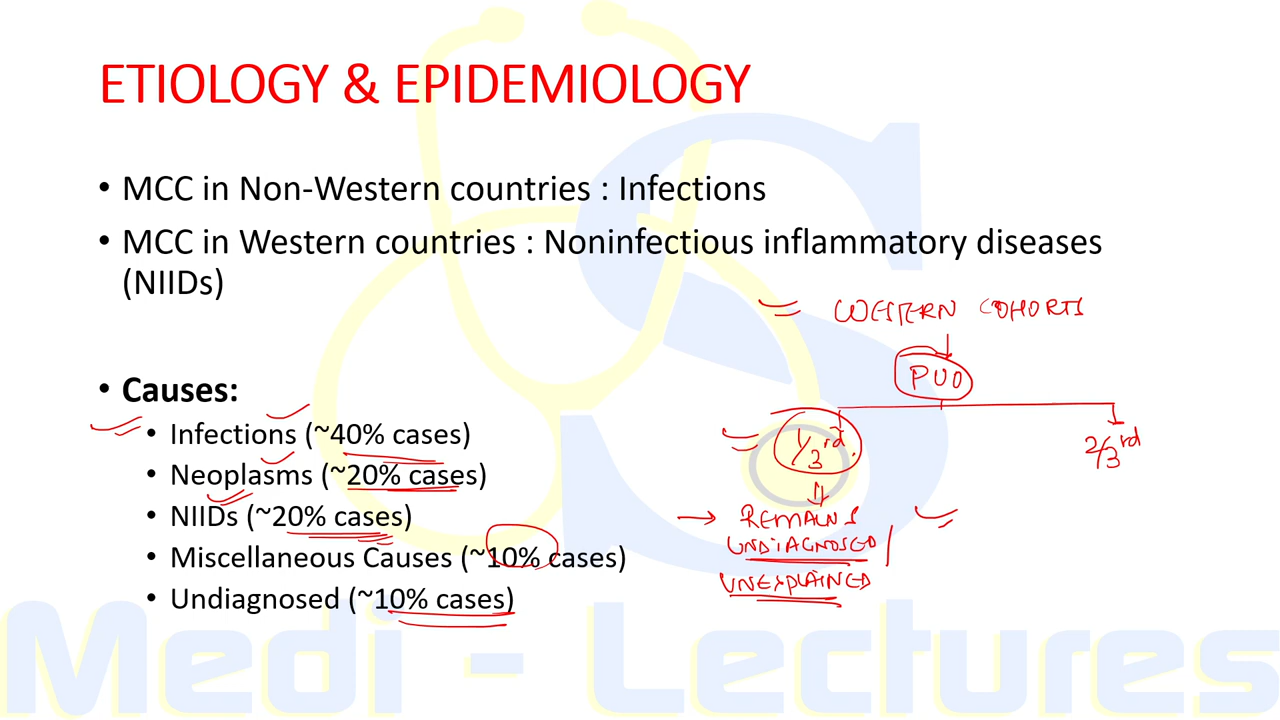 ETIOLOGY & EPIDEMIOLOGY
• MCC in Non-Western countries : Infections
• MCC in Western countries : Noninfectious inflammatory diseases
(NIIDs)
WESTERN COHORTS
PUO
1/3rd.
2/3rd
REMAINS
UNDIAGNOSED/
UNEXPLAINED
• Causes:
• Infections (~40% cases)
• Neoplasms (~20% cases)
• NIIDs (~20% cases)
• Miscellaneous Causes (~10% cases)
• Undiagnosed (~10% cases)
Medi - Lectures